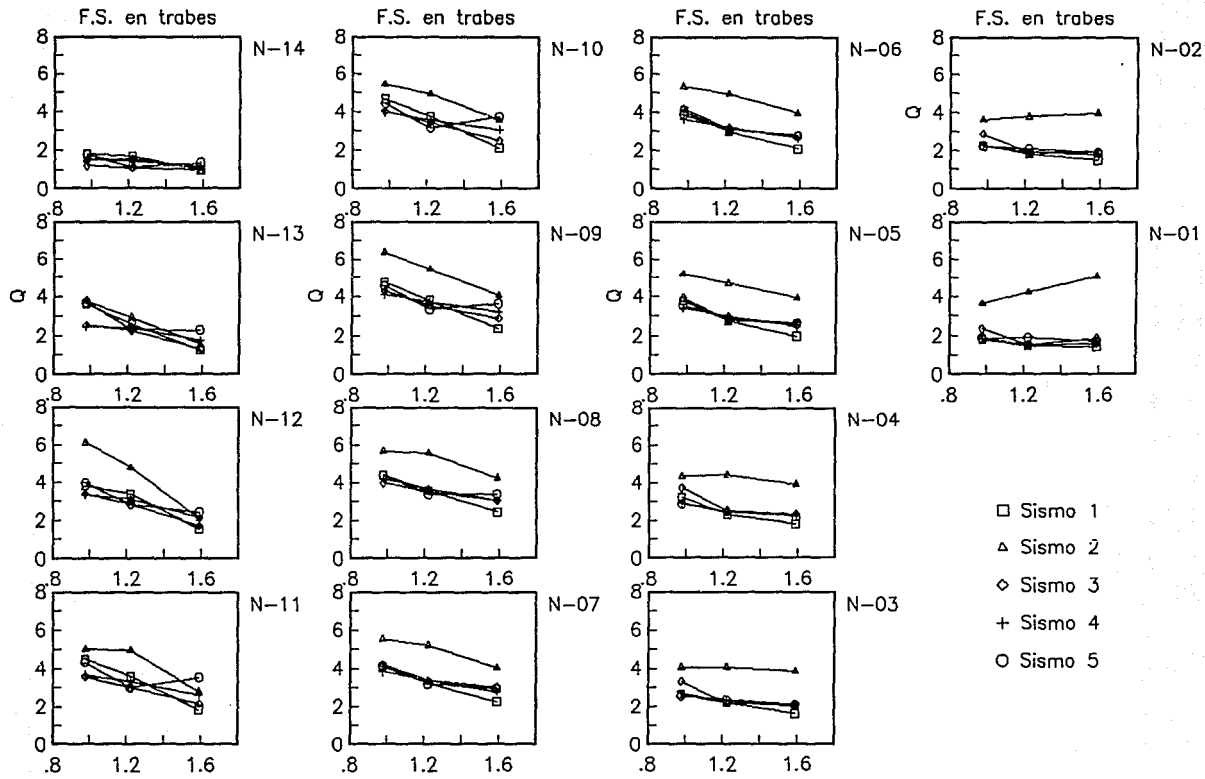 F.S. en trabes F.S. en trabes F.S. en trabes F.S. en trabes
8 N-14 8 N-10 8 N-06 8 N-02
6 6 6 6
4 4 4 Q 4
2 2 2 2
0 0 0 0
.8 1.2 1.6 .8 1.2 1.6 .8 1.2 1.6 .8 1.2 1.6
8 N-13 8 N-09 8 N-05 8 N-01
6 6 6 6
Q 4 Q 4 Q 4 4
2 2 2 2
0 0 0 0
.8 1.2 1.6 .8 1.2 1.6 .8 1.2 1.6 .8 1.2 1.6
8 N-12 8 N-08 8 N-04
6 6 6
4 4 4
2 2 2
0 0 0
.8 1.2 1.6 .8 1.2 1.6 .8 1.2 1.6
8 N-11 8 N-07 8 N-03
6 6 6
4 4 4
2 2 2
0 0 0
.8 1.2 1.6 .8 1.2 1.6 .8 1.2 1.6
Sismo 1
Sismo 2
Sismo 3
Sismo 4
Sismo 5